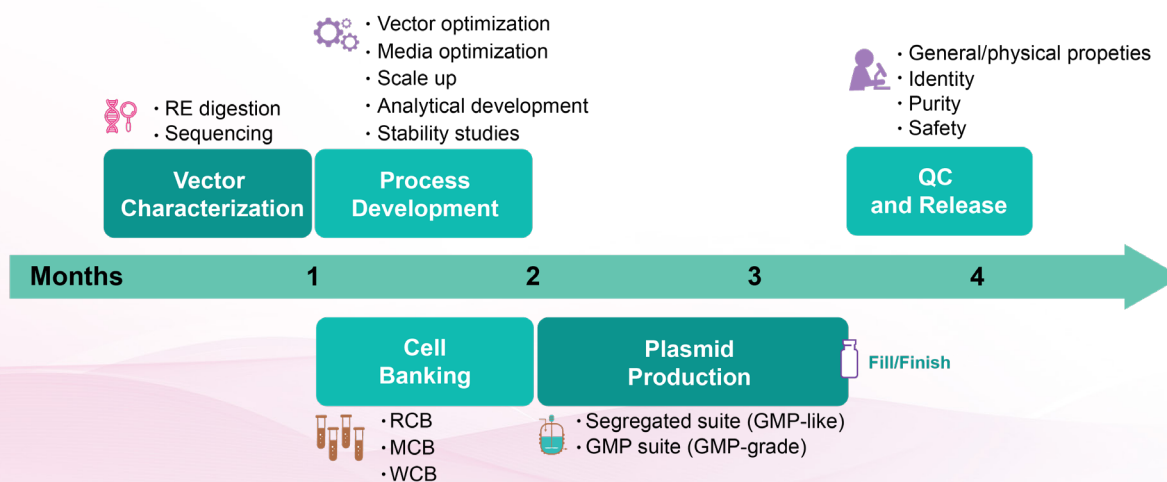 · RE digestion
· Sequencing
Vector
Characterization
· Vector optimization
· Media optimization
· Scale up
· Analytical development
· Stability studies
Process
Development
· General/physical propeties
· Identity
· Purity
· Safety
QC
and Release
Months 1 2 3 4
Cell
Banking
· RCB
· MCB
· WCB
Plasmid
Production
· Segregated suite (GMP-like)
· GMP suite (GMP-grade)
Fill/Finish